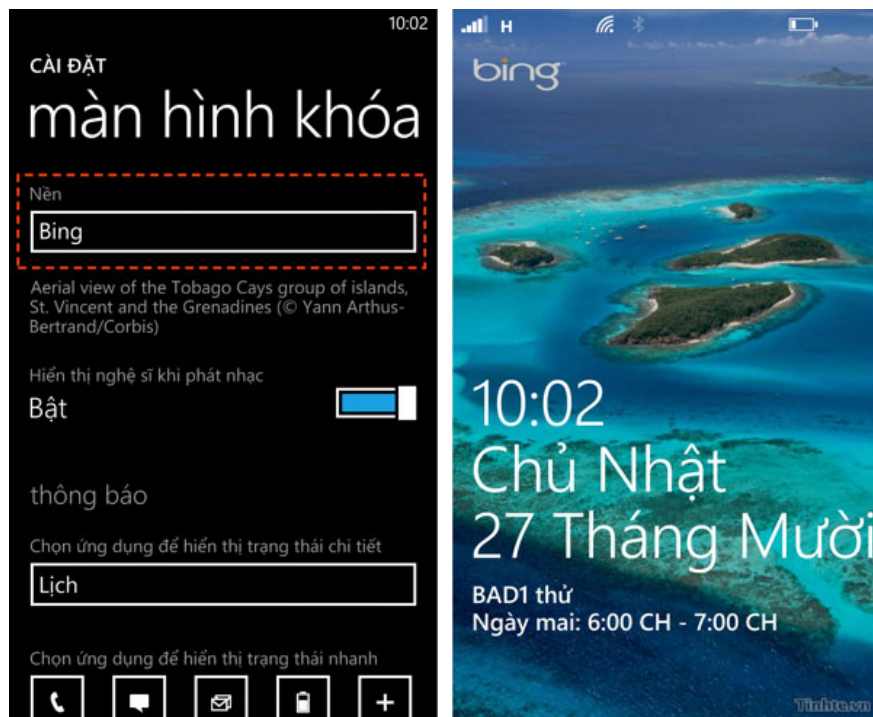 10:02
CÀI ĐẶT
màn hình khóa
Nền
Bing
Aerial view of the Tobago Cays group of islands,
St. Vincent and the Grenadines (© Yann Arthus-
Bertrand/Corbis)
Hiển thị nghệ sĩ khi phát nhạc
Bật
thông báo
Chọn ứng dụng để hiển thị trạng thái chi tiết
Lịch
Chọn ứng dụng để hiển thị trạng thái nhanh
H
bing
10:02
Chủ Nhật
27 Tháng Mười
BAD1 thử
Ngày mai: 6:00 CH - 7:00 CH
Tinhte.vn